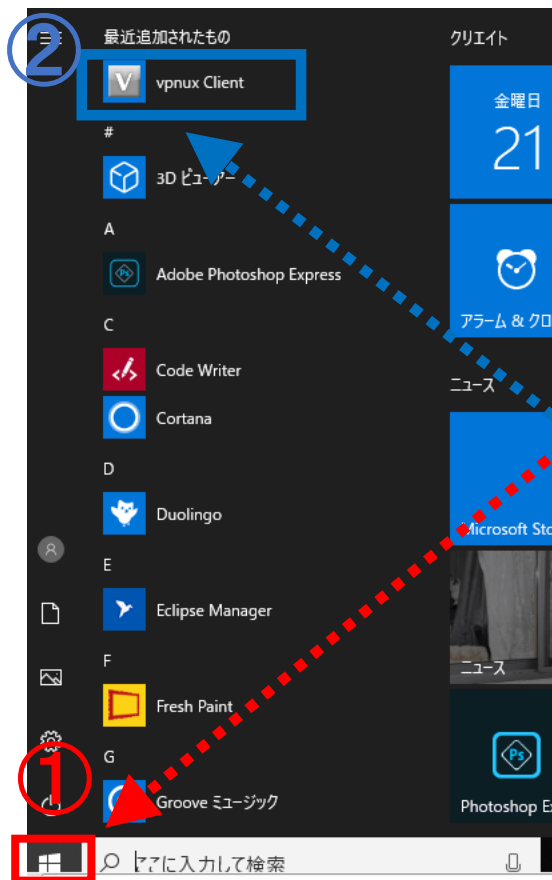 ②
最近追加されたもの
クリエイト
vpnux Client
金曜日
21
#
3D ビューアー
A
Adobe Photoshop Express
アラーム & クロ
C
Code Writer
ニュース
Cortana
D
Duolingo
Microsoft Sto
E
Eclipse Manager
F
ニュース
Fresh Paint
①
G
Groove ミュージック
Photoshop E
ここに入力して検索